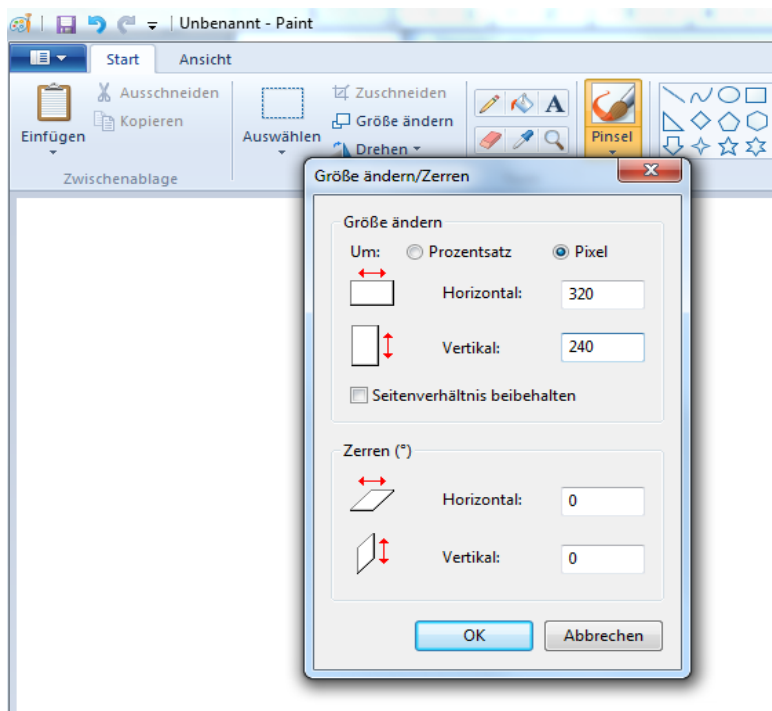 Unbenannt - Paint
Start Ansicht
Ausschneiden
Kopieren
Einfügen
Zwischenablage
Auswählen
Zuschneiden
Größe ändern
Drehen
A
Pinsel
Größe ändern/Zerren
Größe ändern
Um: Prozentsatz Pixel
Horizontal: 320
Vertikal: 240
Seitenverhältnis beibehalten
Zerren (°)
Horizontal: 0
Vertikal: 0
OK Abbrechen